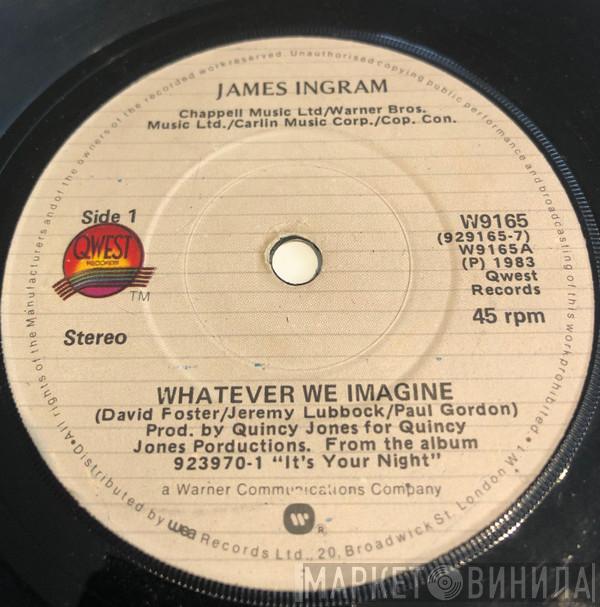 JAMES INGRAM
Chappell Music Ltd/Warner Bros.
Music Ltd./Carlin Music Corp./Cop. Con.
Side 1
QWEST
RECORDS
TM
Stereo
W9165
(929165-7)
W9165A
(P) 1983
Qwest
Records
45 rpm
WHATEVER WE IMAGINE
(David Foster/Jeremy Lubbock/Paul Gordon)
Prod. by Quincy Jones for Quincy
Jones Porductions. From the album
923970-1 "It's Your Night"
a Warner Communications Company
W
R
•All rights of the Manufacturers and of the owners of the recorded work reserved. Unauthorised copying public performance and broadcasting of this work prohibited.
•Distributed by wea Records Ltd., 20, Broadwick St. London W1•
МАРКЕТ ВИНИЛА